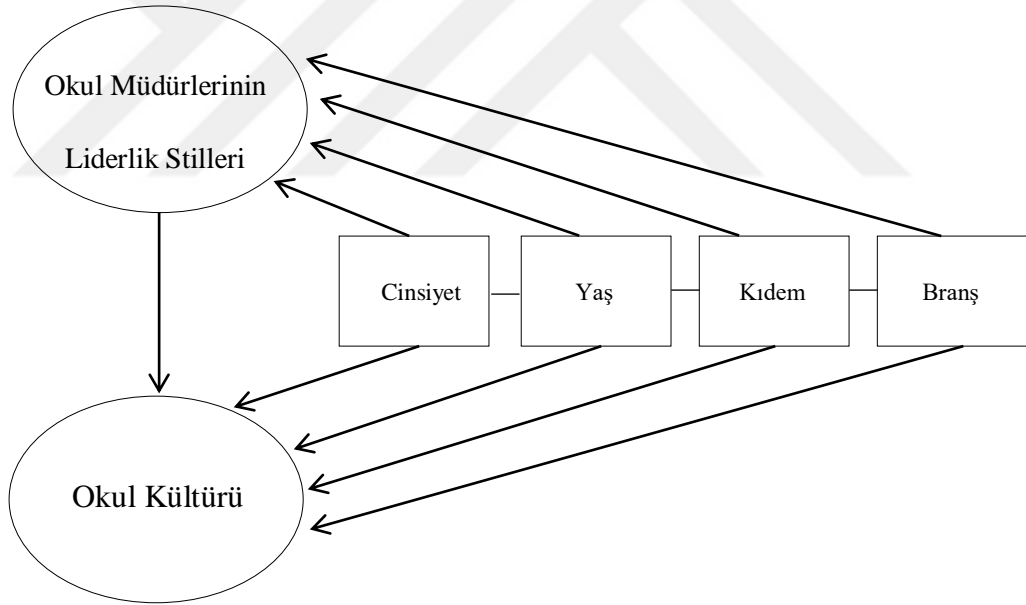 Okul Müdürlerinin
Liderlik Stilleri
Cinsiyet
Yaş
Kıdem
Branş
Okul Kültürü